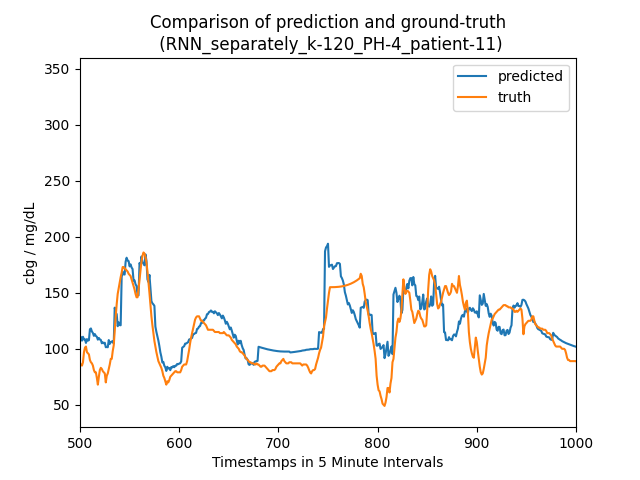 Comparison of prediction and ground-truth
(RNN_separately_k-120_PH-4_patient-11)
predicted
truth
350
300
250
200
150
100
50
cbg / mg/dL
500 600 700 800 900 1000
Timestamps in 5 Minute Intervals